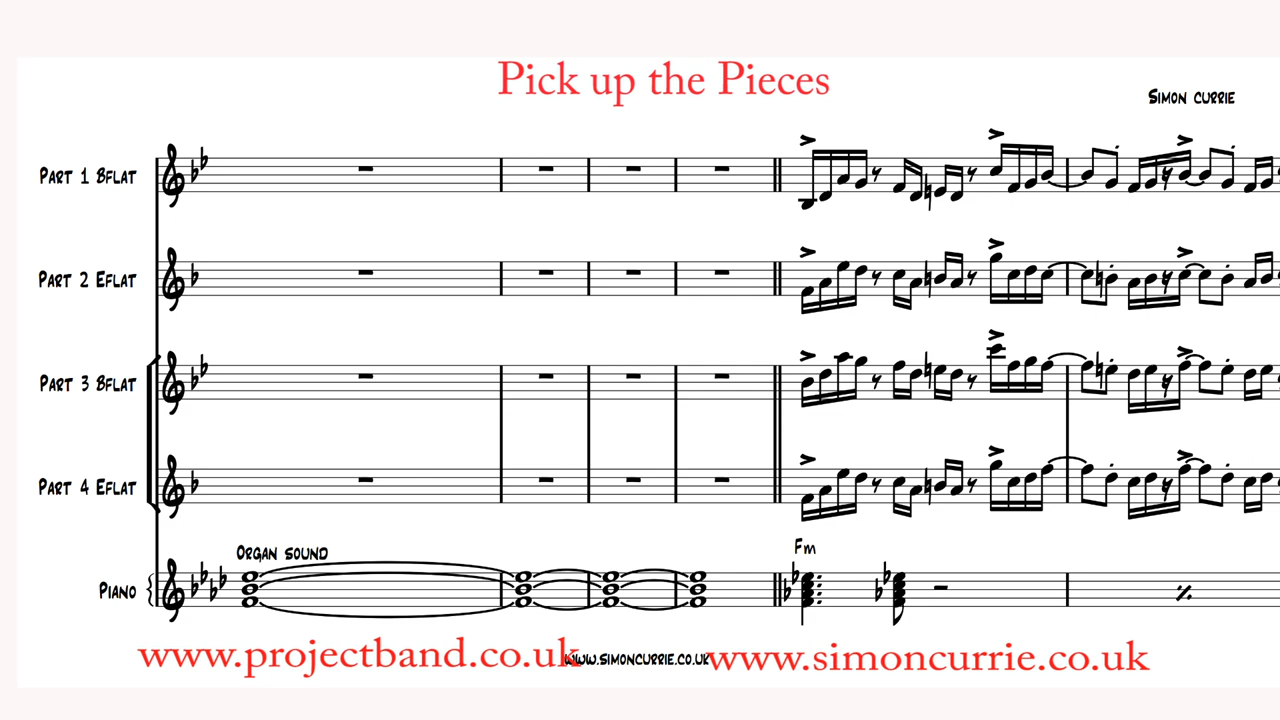 Pick up the Pieces
Simon currie
Part 1 Bflat
Part 2 Eflat
Part 3 Bflat
Part 4 Eflat
Organ sound
Fm
Piano
www.projectband.co.uk
www.simoncurrie.co.uk
www.simoncurrie.co.uk